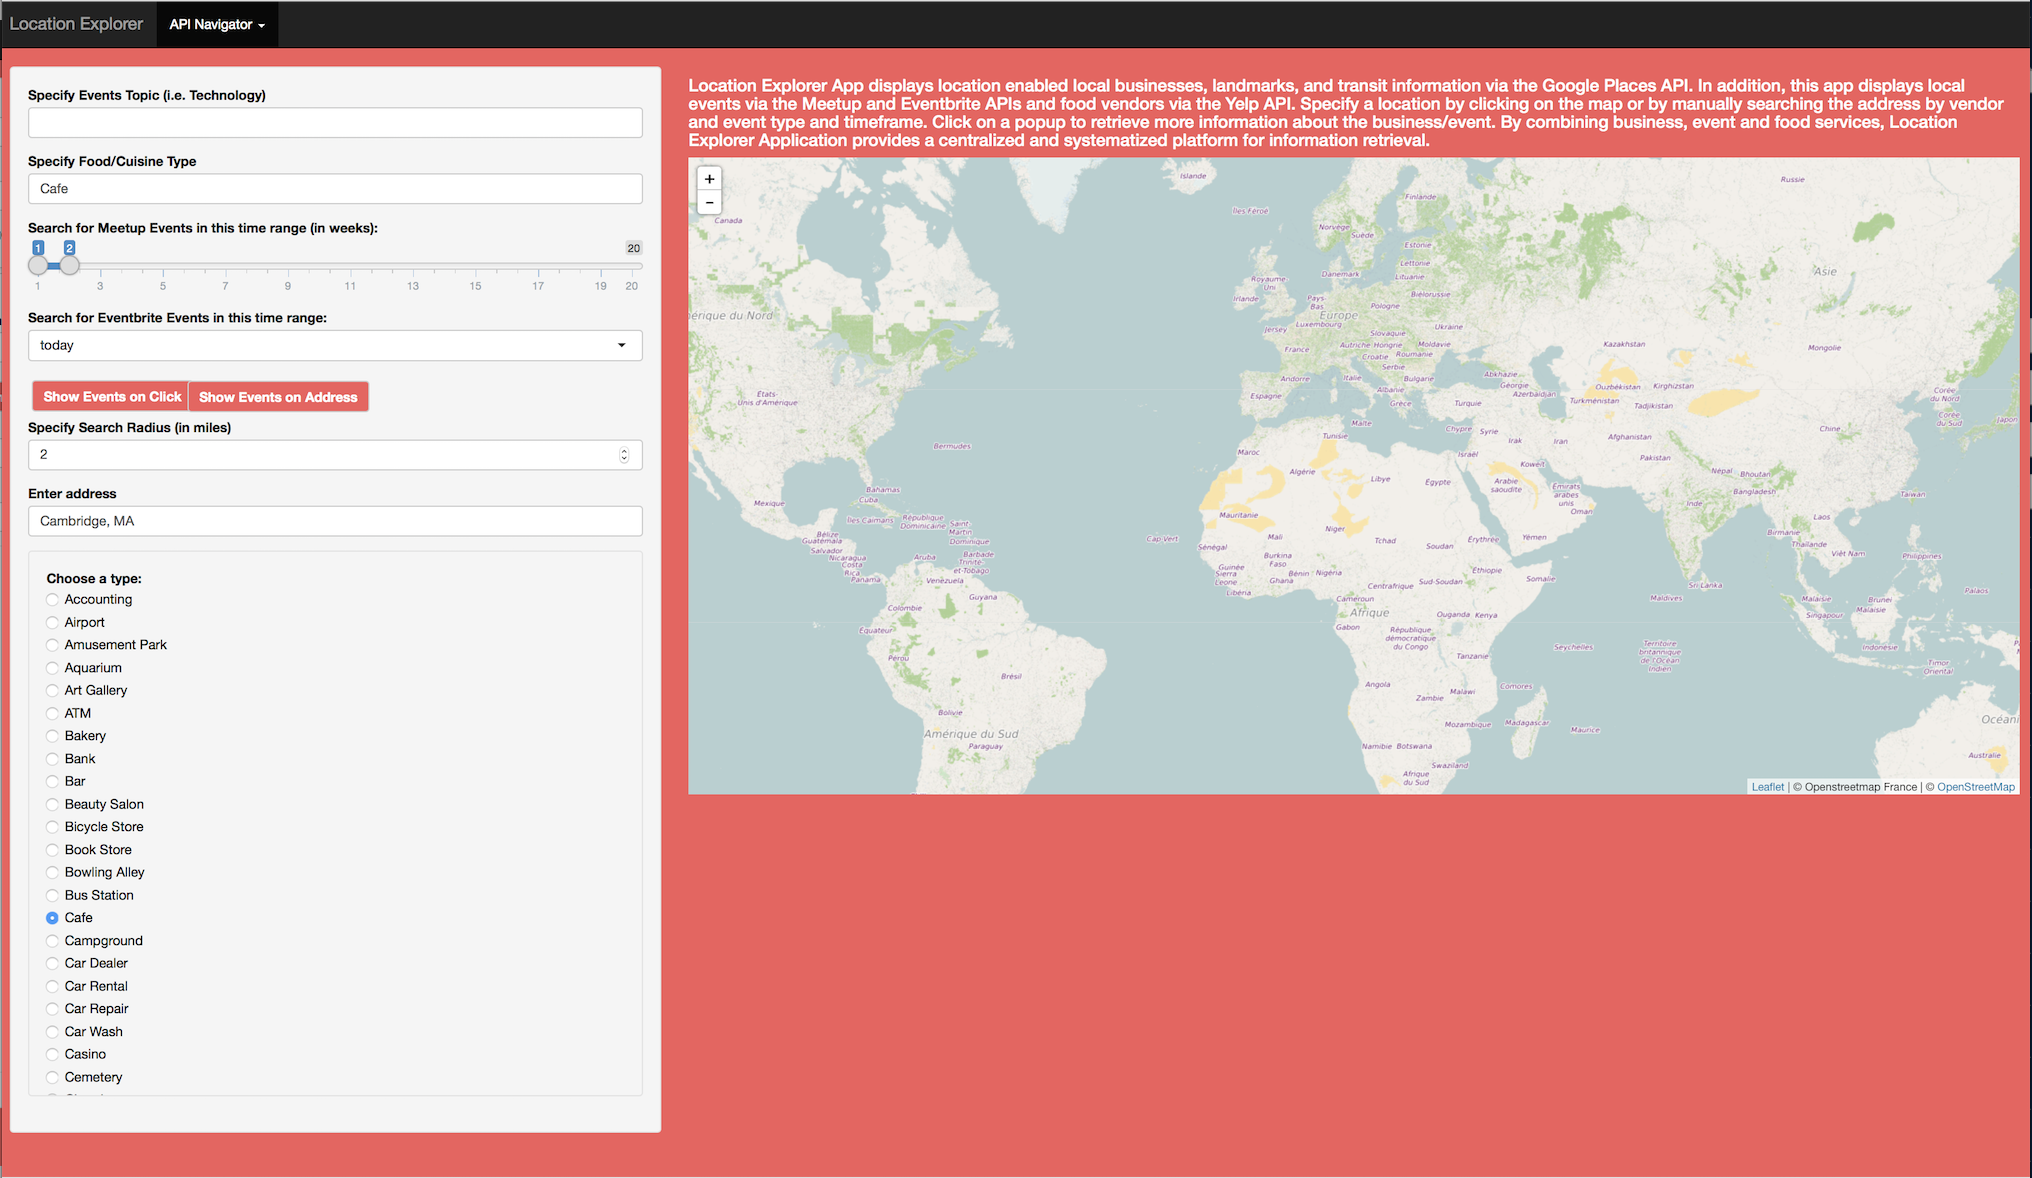 Location Explorer
API Navigator
Specify Events Topic (i.e. Technology)
Specify Food/Cuisine Type
Cafe
Search for Meetup Events in this time range (in weeks):
1 2 20
1 3 5 7 9 11 13 15 17 19 20
Search for Eventbrite Events in this time range:
today
Show Events on Click Show Events on Address
Specify Search Radius (in miles)
2
Enter address
Cambridge, MA
Choose a type:
Accounting
Airport
Amusement Park
Aquarium
Art Gallery
ATM
Bakery
Bank
Bar
Beauty Salon
Bicycle Store
Book Store
Bowling Alley
Bus Station
Cafe
Campground
Car Dealer
Car Rental
Car Repair
Car Wash
Casino
Cemetery
Location Explorer App displays location enabled local businesses, landmarks, and transit information via the Google Places API. In addition, this app displays local
events via the Meetup and Eventbrite APIs and food vendors via the Yelp API. Specify a location by clicking on the map or by manually searching the address by vendor
and event type and timeframe. Click on a popup to retrieve more information about the business/event. By combining business, event and food services, Location
Explorer Application provides a centralized and systematized platform for information retrieval.
+
-
Islande
Russie
Finlande
Îles Féroé
Canada
Norvège
Suède
Estonie
Lettonie
Lituanie
Asie
Danemark
Royaume-
Uni
Irlande
Biélorussie
Pays-
Bas
Pologne
érique du Nord
Europe
Luxembourg
Ukraine
Jersey
Slovaquie
Autriche Hongrie
Moldavie
Kazakhstan
Mongolie
France
Croatie
Roumanie
Serbie
Andorre
Italie
Bulgarie
Abkhazie
Géorgie
Ouzbékistan
Kirghizstan
Albanie
Azerbaïdjan
Corée
du Nord
États-
Unis d'Amérique
Espagne
Grèce
Turquie
Turkménistan
Tadjikistan
Corée
du Sud
Japon
Malte
Chypre
Syrie
Chine
Tunisie
Irak
Iran
Afghanistan
Bermudes
Maroc
Israël
Pakistan
Koweït
Népal
Bhoutan
Algérie
Libye
Égypte
Arabie
saoudite
Émirats
arabes
unis
Bahamas
Bangladesh
Taïwan
Cuba
Mexique
Inde
Oman
Mauritanie
Laos
Îles Caïmans
République
Dominicaine
Saint-
Martin
Niger
Birmanie
Belize
Guatémala
Dominique
Cap-Vert
Mali
Tchad
Érythrée
Yémen
Thaïlande
Salvador
Nicaragua
Sénégal
Soudan
Việt Nam
Philippines
Costa
Rica
Aruba
Barbade
Trinité-
et-Tobago
Burkina
Faso
Panama
Venezuela
Guinée
Sierra
Leone
Bénin
Nigéria
Éthiopie
Ghana
Centrafrique
Sud-Soudan
Somalie
Sri Lanka
Guyana
Libéria
Cameroun
Maldives
Malaisie
Brunei
Palaos
Colombie
Afrique
Ouganda
Kenya
Singapour
Malaisie
Équateur
Gabon
République
démocratique
du Congo
Seychelles
Territoire
britannique
de l'Océan
Indien
Indonésie
Pérou
Tanzanie
Timor
Oriental
Brésil
Angola
Comores
Zambie
Malawi
Bolivie
Mozambique
Madagascar
Maurice
Océani
Amérique du Sud
Paraguay
Namibie
Botswana
Australie
Swaziland
Afrique
du Sud
Leaflet | © Openstreetmap France | © OpenStreetMap